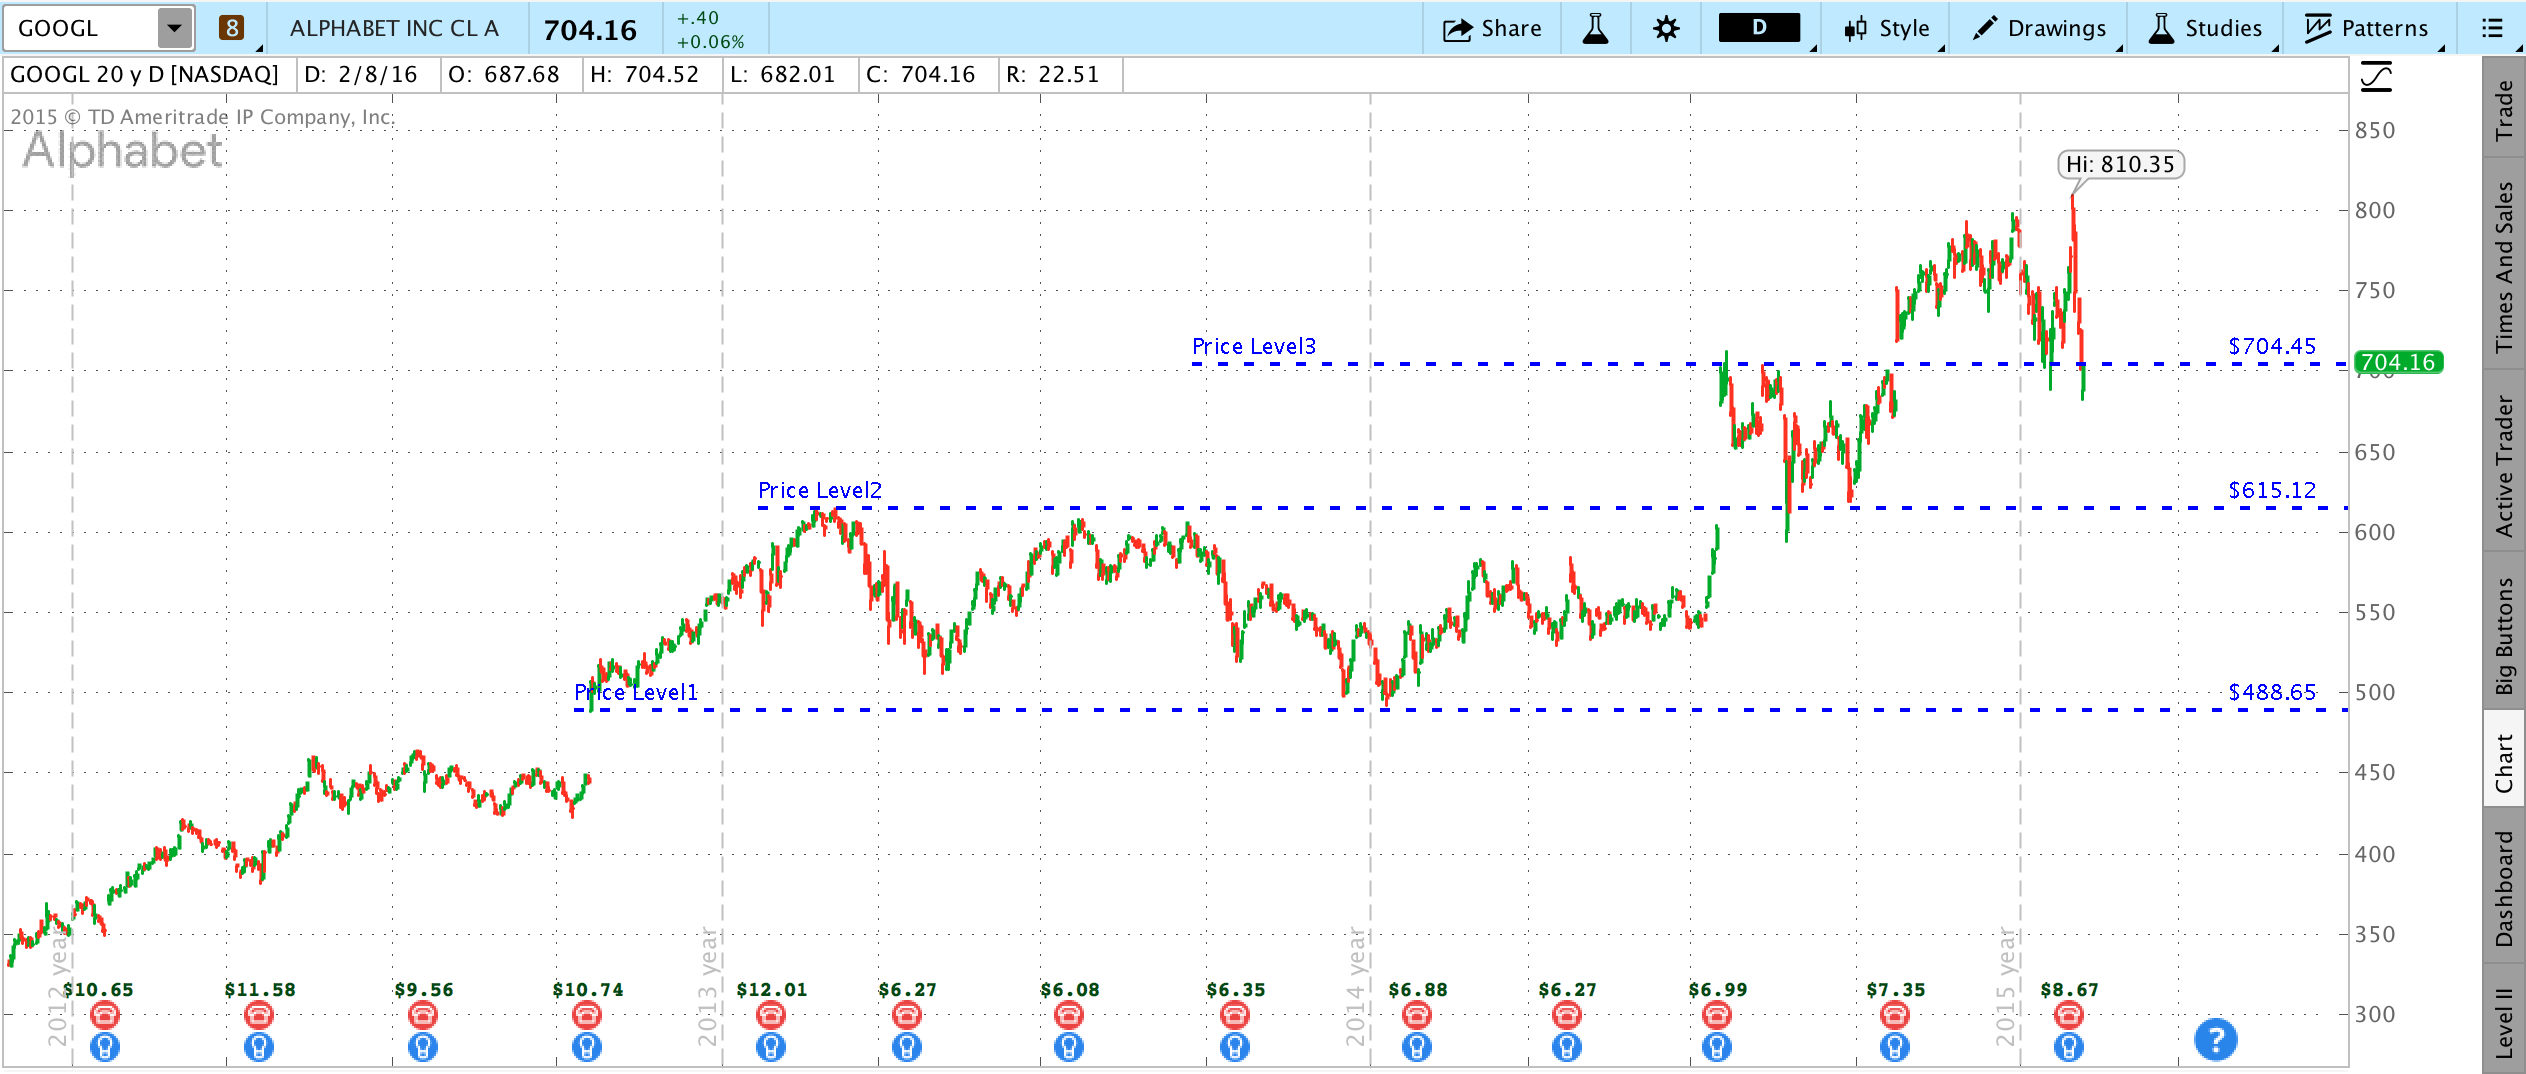 GOOGL
8
ALPHABET INC CL A
704.16
+.40
+0.06%
Share
D
Style
Drawings
Studies
Patterns
GOOGL 20 y D [NASDAQ]
D: 2/8/16
O: 687.68
H: 704.52
L: 682.01
C: 704.16
R: 22.51
2015 © TD Ameritrade IP Company, Inc.
Alphabet
Hi: 810.35
Price Level3
$704.45
Price Level2
$615.12
Price Level1
$488.65
850
800
750
704.16
700
650
600
550
500
450
400
350
300
2012 year
2013 year
2014 year
2015 year
$10.65
$11.58
$9.56
$10.74
$12.01
$6.27
$6.08
$6.35
$6.88
$6.27
$6.99
$7.35
$8.67
?
Trade
Times And Sales
Active Trader
Big Buttons
Chart
Dashboard
Level II